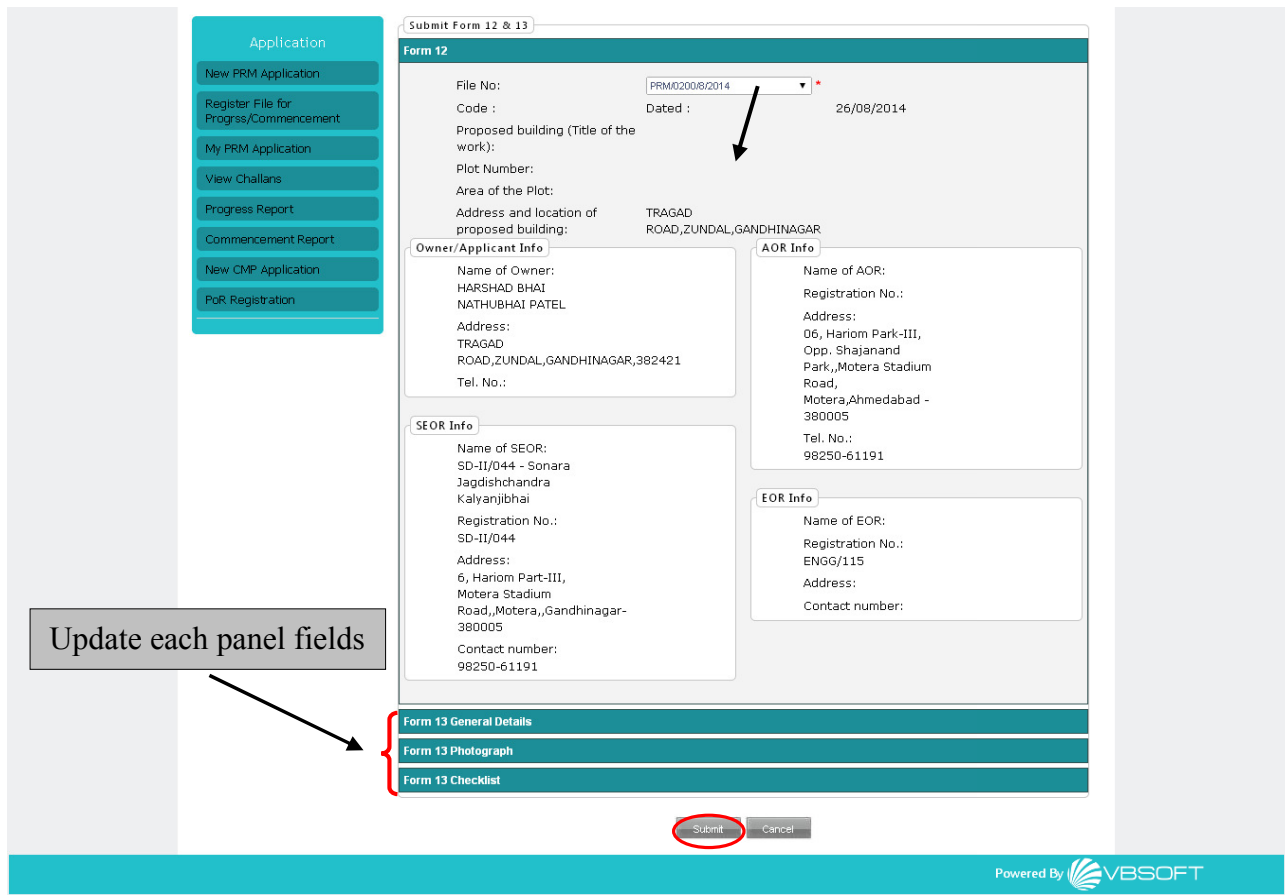 Application
New PRM Application
Register File for
Progrss/Commencement
My PRM Application
View Challans
Progress Report
Commencement Report
New CMP Application
PoR Registration
Submit Form 12 & 13
Form 12
File No: PRM/0200/8/2014 ▼ *
Code : Dated : 26/08/2014
Proposed building (Title of the
work):
Plot Number:
Area of the Plot:
Address and location of TRAGAD
proposed building: ROAD,ZUNDAL,GANDHINAGAR
Owner/Applicant Info
Name of Owner:
HARSHAD BHAI
NATHUBHAI PATEL
Address:
TRAGAD
ROAD,ZUNDAL,GANDHINAGAR,382421
Tel. No.:
AOR Info
Name of AOR:
Registration No.:
Address:
06, Hariom Park-III,
Opp. Shajanand
Park,,Motera Stadium
Road,
Motera,Ahmedabad -
380005
Tel. No.:
98250-61191
SEOR Info
Name of SEOR:
SD-II/044 - Sonara
Jagdishchandra
Kalyanjibhai
Registration No.:
SD-II/044
Address:
6, Hariom Part-III,
Motera Stadium
Road,,Motera,,Gandhinagar-
380005
Contact number:
98250-61191
EOR Info
Name of EOR:
Registration No.:
ENGG/115
Address:
Contact number:
Update each panel fields
Form 13 General Details
Form 13 Photograph
Form 13 Checklist
Submit Cancel
Powered By VBSOFT